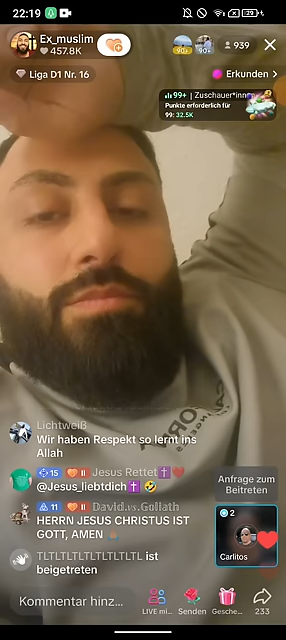 22:19
Ex_muslim
457.8K
90+
90+
939
Liga D1 Nr. 16
Erkunden
99+ | Zuschauer*innen
Punkte erforderlich für
99: 32.5K
Lichtweiß
Wir haben Respekt so lernt ins
Allah
15 II Jesus Rettet✝️❤️
@Jesus_liebtdich✝️🤣
11 II David.vs.Goliath
HERRN JESUS CHRISTUS IST
GOTT, AMEN 🙏🏽
TLTLTLTLTLTLTLTLTL ist
beigetreten
Anfrage zum
Beitreten
2
Carlitos
Kommentar hinz...
LIVE mi...
Senden
Gesche...
233